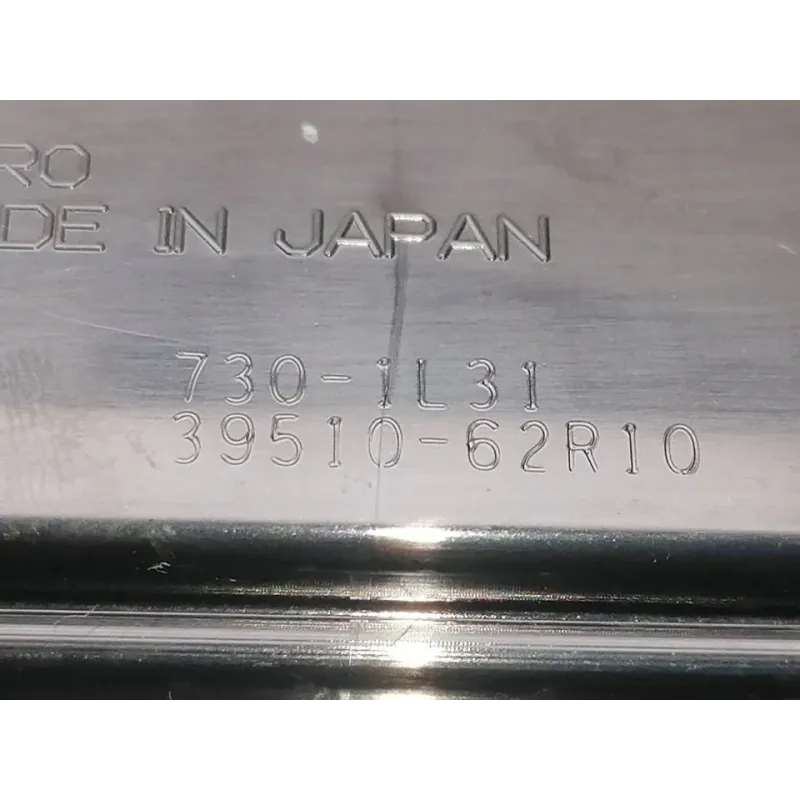 RO
DE IN JAPAN
730-1L31
39510-62R10